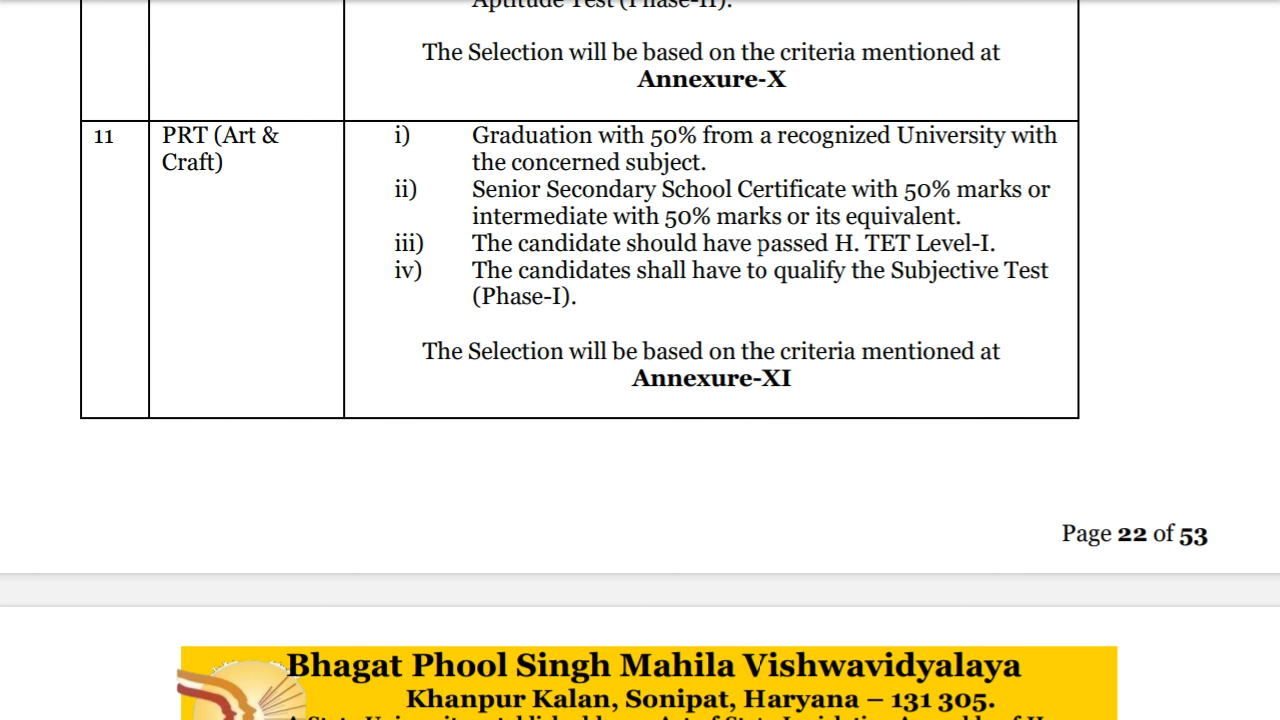 Aptitude Test (Phase-II).
The Selection will be based on the criteria mentioned at
Annexure-X
11 PRT (Art & i) Graduation with 50% from a recognized University with
Craft) the concerned subject.
ii) Senior Secondary School Certificate with 50% marks or
intermediate with 50% marks or its equivalent.
iii) The candidate should have passed H. TET Level-I.
iv) The candidates shall have to qualify the Subjective Test
(Phase-I).
The Selection will be based on the criteria mentioned at
Annexure-XI
Page 22 of 53
Bhagat Phool Singh Mahila Vishwavidyalaya
Khanpur Kalan, Sonipat, Haryana – 131 305.